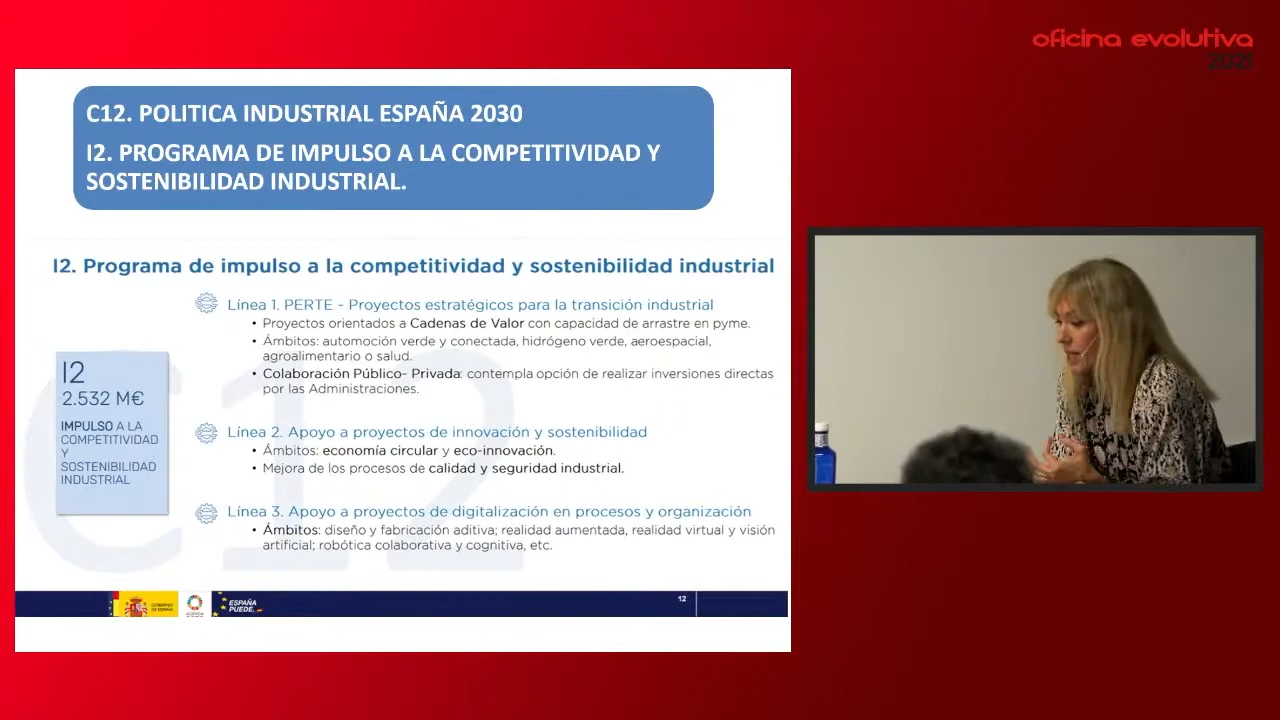 oficina evolutiva
2021
C12. POLITICA INDUSTRIAL ESPAÑA 2030
I2. PROGRAMA DE IMPULSO A LA COMPETITIVIDAD Y
SOSTENIBILIDAD INDUSTRIAL.
I2. Programa de impulso a la competitividad y sostenibilidad industrial
I2
2.532 M€
IMPULSO A LA
COMPETITIVIDAD
Y
SOSTENIBILIDAD
INDUSTRIAL
C12
Línea 1. PERTE - Proyectos estratégicos para la transición industrial
• Proyectos orientados a Cadenas de Valor con capacidad de arrastre en pyme.
• Ámbitos: automoción verde y conectada, hidrógeno verde, aeroespacial,
agroalimentario o salud.
• Colaboración Público- Privada: contempla opción de realizar inversiones directas
por las Administraciones.
Línea 2. Apoyo a proyectos de innovación y sostenibilidad
• Ámbitos: economía circular y eco-innovación.
• Mejora de los procesos de calidad y seguridad industrial.
Línea 3. Apoyo a proyectos de digitalización en procesos y organización
• Ámbitos: diseño y fabricación aditiva; realidad aumentada, realidad virtual y visión
artificial; robótica colaborativa y cognitiva, etc.
GOBIERNO
DE ESPAÑA
AGENDA
ESPAÑA
PUEDE.
12